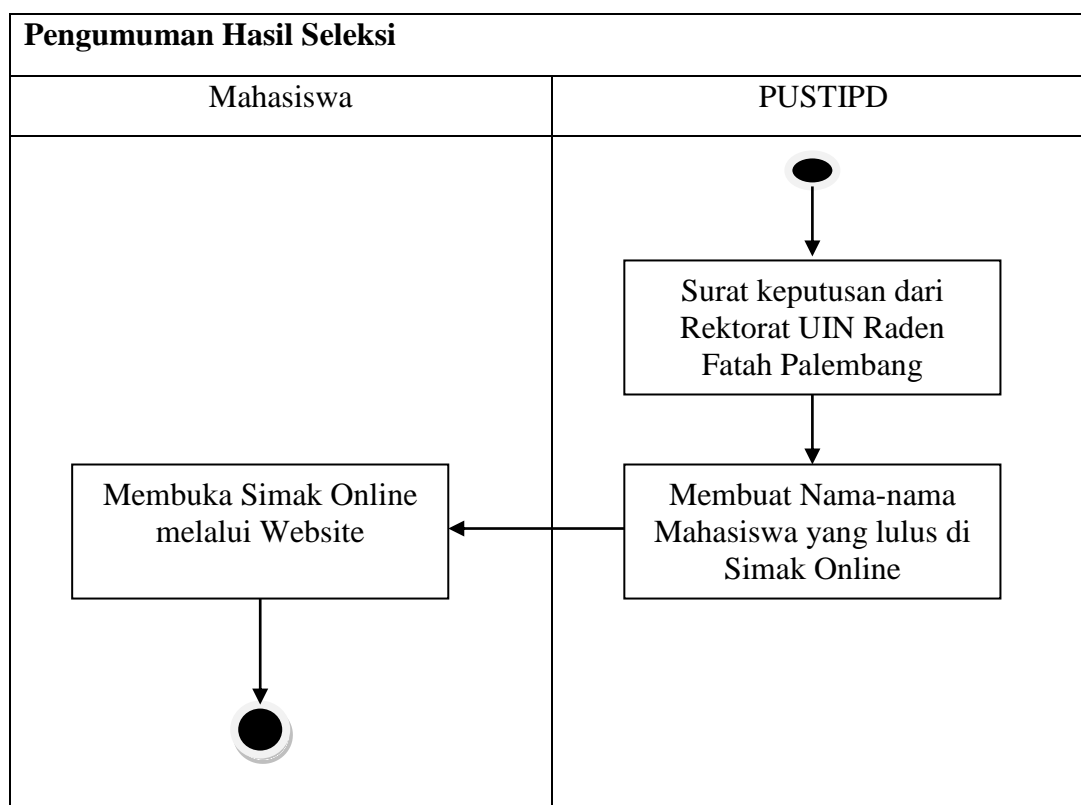 Pengumuman Hasil Seleksi
Mahasiswa
PUSTIPD
Surat keputusan dari
Rektorat UIN Raden
Fatah Palembang
Membuat Nama-nama
Mahasiswa yang lulus di
Simak Online
Membuka Simak Online
melalui Website